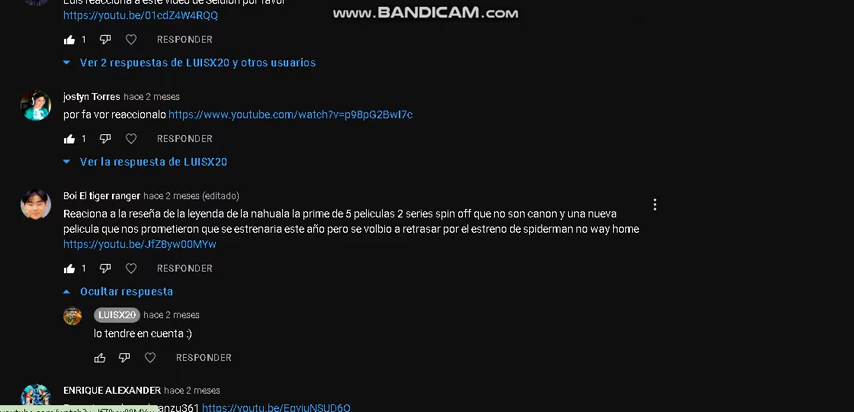 Luis reacciona a este video de Seldion por favor
www.BANDICAM.com
https://youtu.be/01cdZ4W4RQQ
1 RESPONDER
Ver 2 respuestas de LUISX20 y otros usuarios
jostyn Torres hace 2 meses
por fa vor reaccionalo https://www.youtube.com/watch?v=p98pG2BwI7c
1 RESPONDER
Ver la respuesta de LUISX20
Boi El tiger ranger hace 2 meses (editado)
Reaciona a la reseña de la leyenda de la nahuala la prime de 5 peliculas 2 series spin off que no son canon y una nueva
pelicula que nos prometieron que se estrenaria este año pero se volbio a retrasar por el estreno de spiderman no way home
https://youtu.be/JfZ8yw00MYw
1 RESPONDER
Ocultar respuesta
LUISX20 hace 2 meses
lo tendre en cuenta :)
RESPONDER
ENRIQUE ALEXANDER hace 2 meses
https://youtu.be/EqyjuNSUD6Q